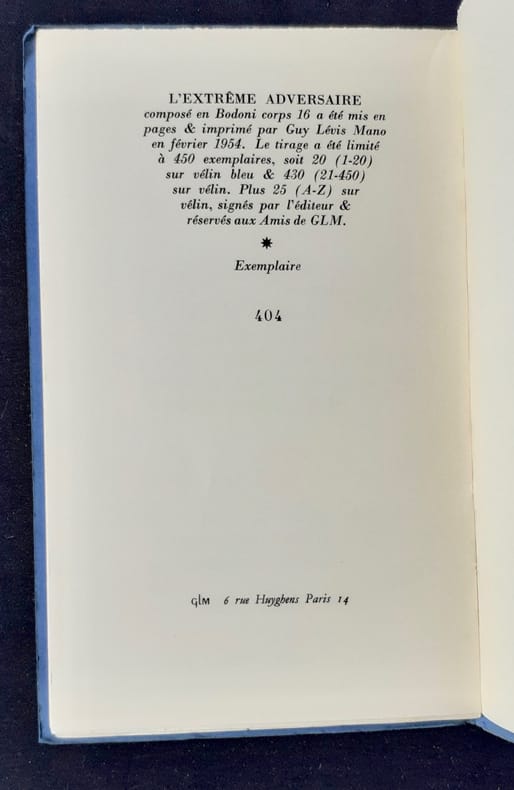 L'EXTRÊME ADVERSAIRE
composé en Bodoni corps 16 a été mis en
pages & imprimé par Guy Lévis Mano
en février 1954. Le tirage a été limité
à 450 exemplaires, soit 20 (1-20)
sur vélin bleu & 430 (21-450)
sur vélin. Plus 25 (A-Z) sur
vélin, signés par l'éditeur &
réservés aux Amis de GLM.
✷
Exemplaire
404
GLM 6 rue Huyghens Paris 14